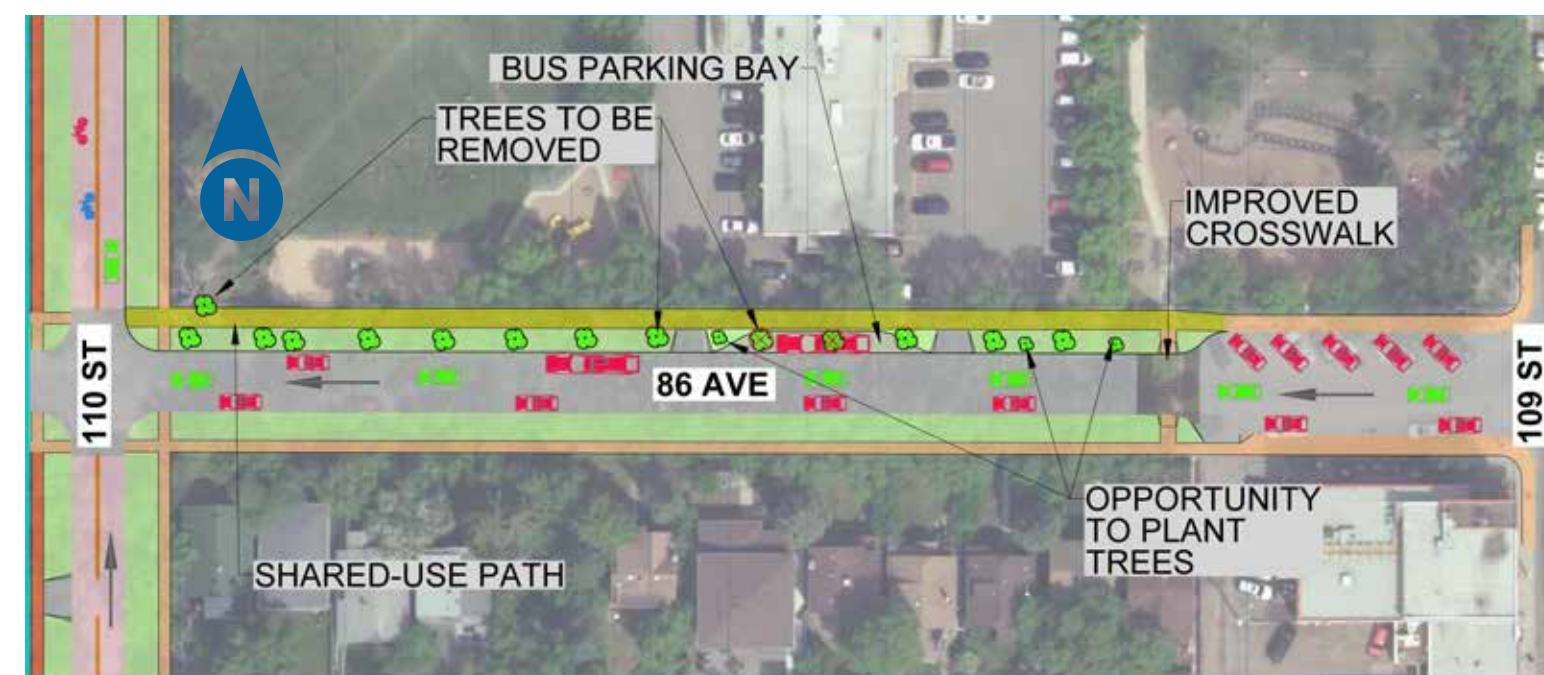 BUS PARKING BAY
TREES TO BE
REMOVED
N
IMPROVED
CROSSWALK
110 ST
86 AVE
109 ST
OPPORTUNITY
TO PLANT
TREES
SHARED-USE PATH